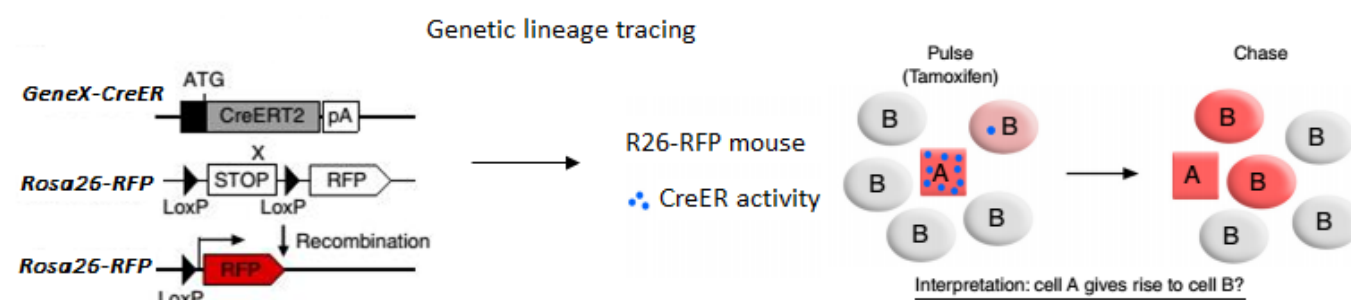 Genetic lineage tracing
GeneX-CreER
ATG
CreERT2
pA
X
Rosa26-RFP
STOP
RFP
LoxP
LoxP
Recombination
Rosa26-RFP
RFP
LoxP
R26-RFP mouse
CreER activity
Pulse
(Tamoxifen)
B
B
B
A
B
B
Chase
B
B
A
B
B
B
Interpretation: cell A gives rise to cell B?